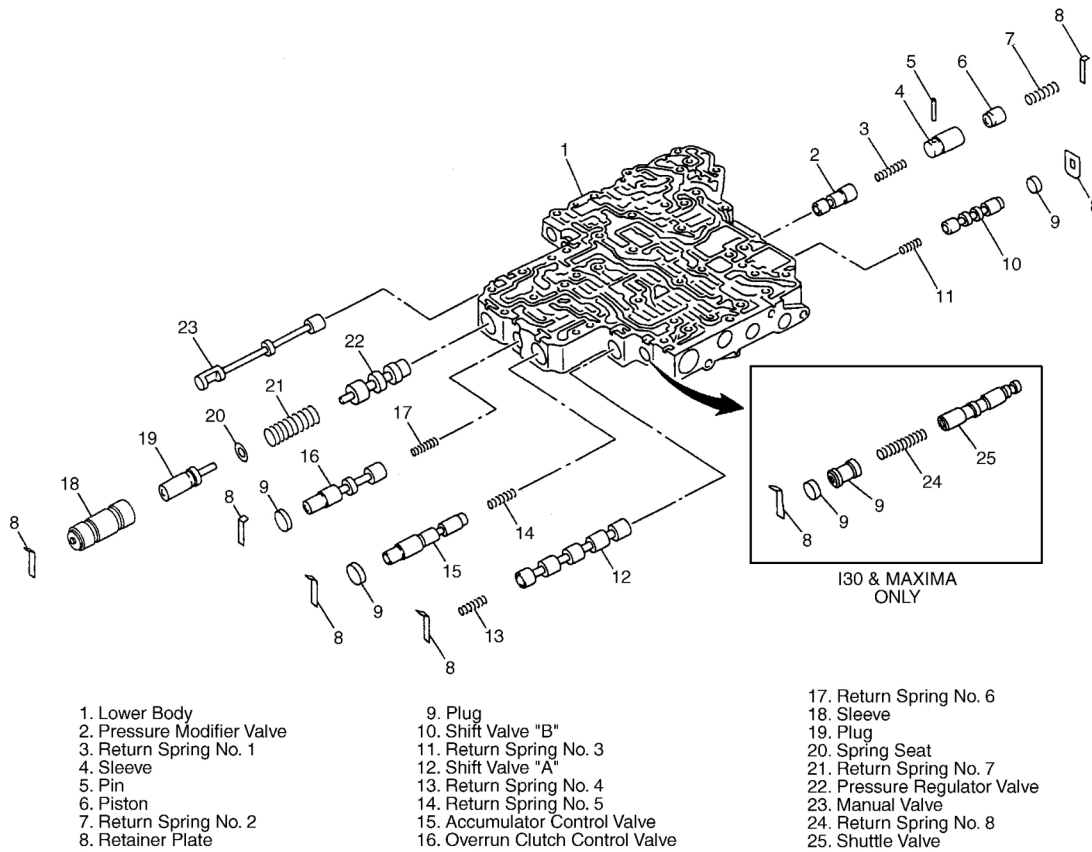 8
7
6
5
4
3
2
1
8
9
10
11
23
22
21
20
19
18
17
16
9
8
8
14
15
12
9
8
13
8
25
24
9
9
8
I30 & MAXIMA
ONLY
1. Lower Body
2. Pressure Modifier Valve
3. Return Spring No. 1
4. Sleeve
5. Pin
6. Piston
7. Return Spring No. 2
8. Retainer Plate
9. Plug
10. Shift Valve "B"
11. Return Spring No. 3
12. Shift Valve "A"
13. Return Spring No. 4
14. Return Spring No. 5
15. Accumulator Control Valve
16. Overrun Clutch Control Valve
17. Return Spring No. 6
18. Sleeve
19. Plug
20. Spring Seat
21. Return Spring No. 7
22. Pressure Regulator Valve
23. Manual Valve
24. Return Spring No. 8
25. Shuttle Valve